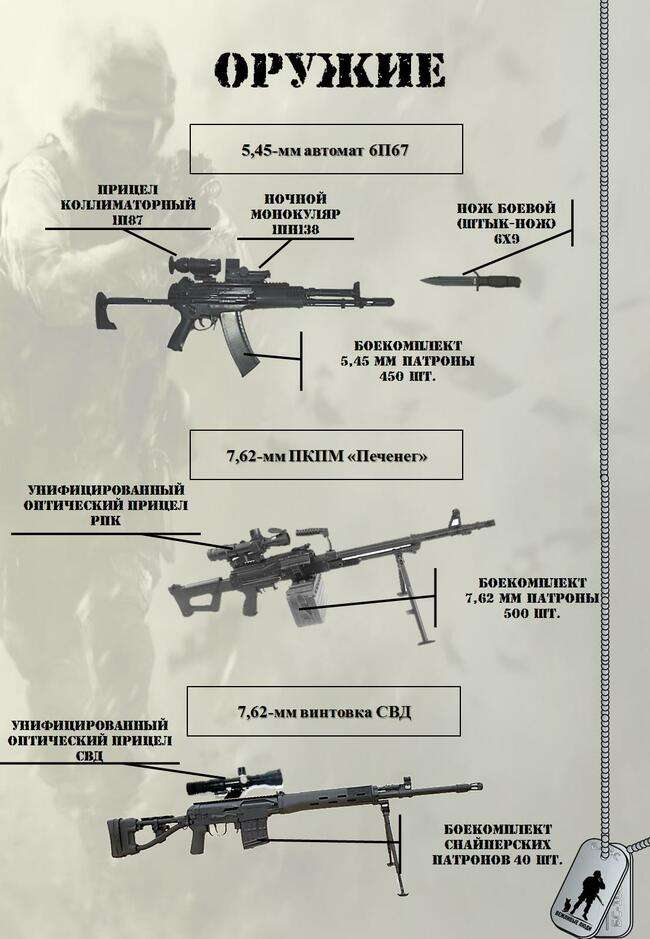 ОРУЖИЕ
5,45-мм автомат 6П67
ПРИЦЕЛ
КОЛЛИМАТОРНЫЙ
1П87
НОЧНОЙ
МОНОКУЛЯР
1ПН138
НОЖ БОЕВОЙ
(ШТЫК-НОЖ)
6Х9
БОЕКОМПЛЕКТ
5,45 ММ ПАТРОНЫ
450 ШТ.
7,62-мм ПКПМ «Печенег»
УНИФИЦИРОВАННЫЙ
ОПТИЧЕСКИЙ ПРИЦЕЛ
РПК
БОЕКОМПЛЕКТ
7,62 ММ ПАТРОНЫ
500 ШТ.
7,62-мм винтовка СВД
УНИФИЦИРОВАННЫЙ
ОПТИЧЕСКИЙ ПРИЦЕЛ
СВД
БОЕКОМПЛЕКТ
СНАЙПЕРСКИХ
ПАТРОНОВ 40 ШТ.
ВЕЖЛИВЫЕ ЛЮДИ